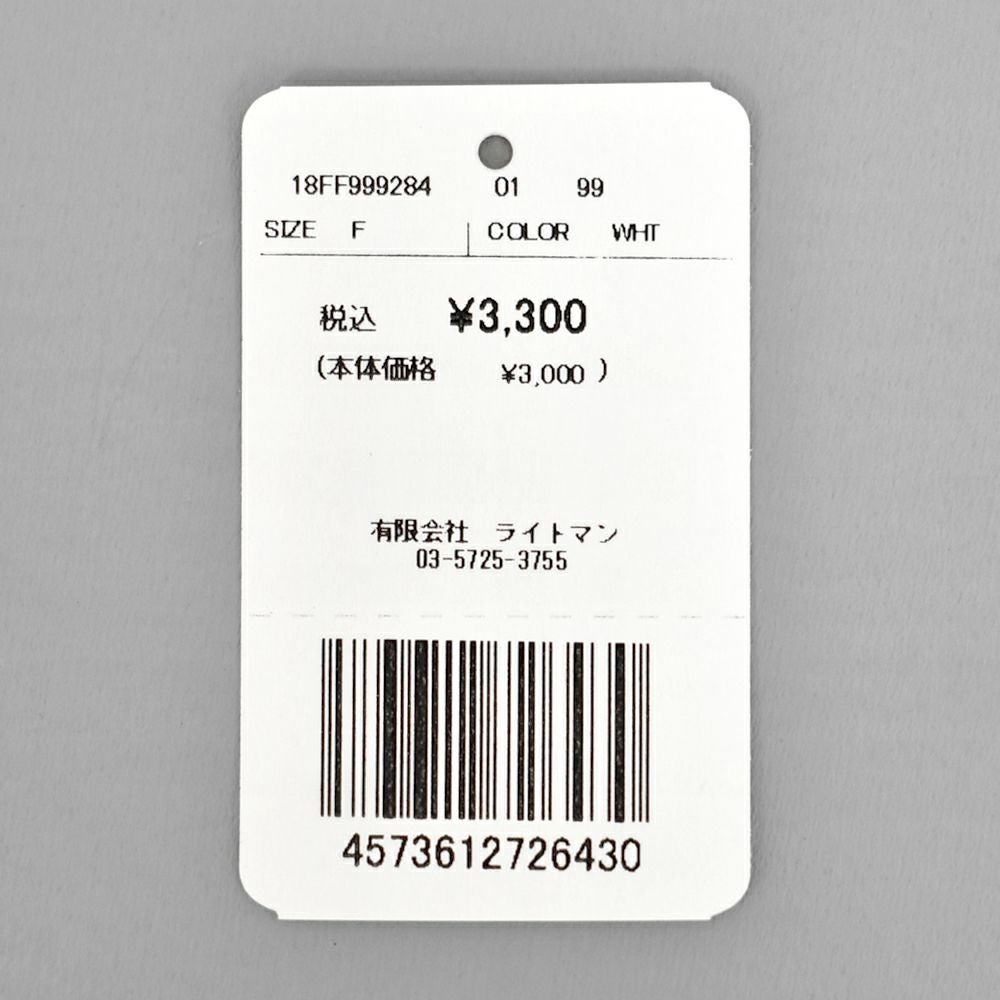 18FF999284 01 99
SIZE F COLOR WHT
税込 ¥3,300
(本体価格 ¥3,000 )
有限会社 ライトマン
03-5725-3755
4573612726430